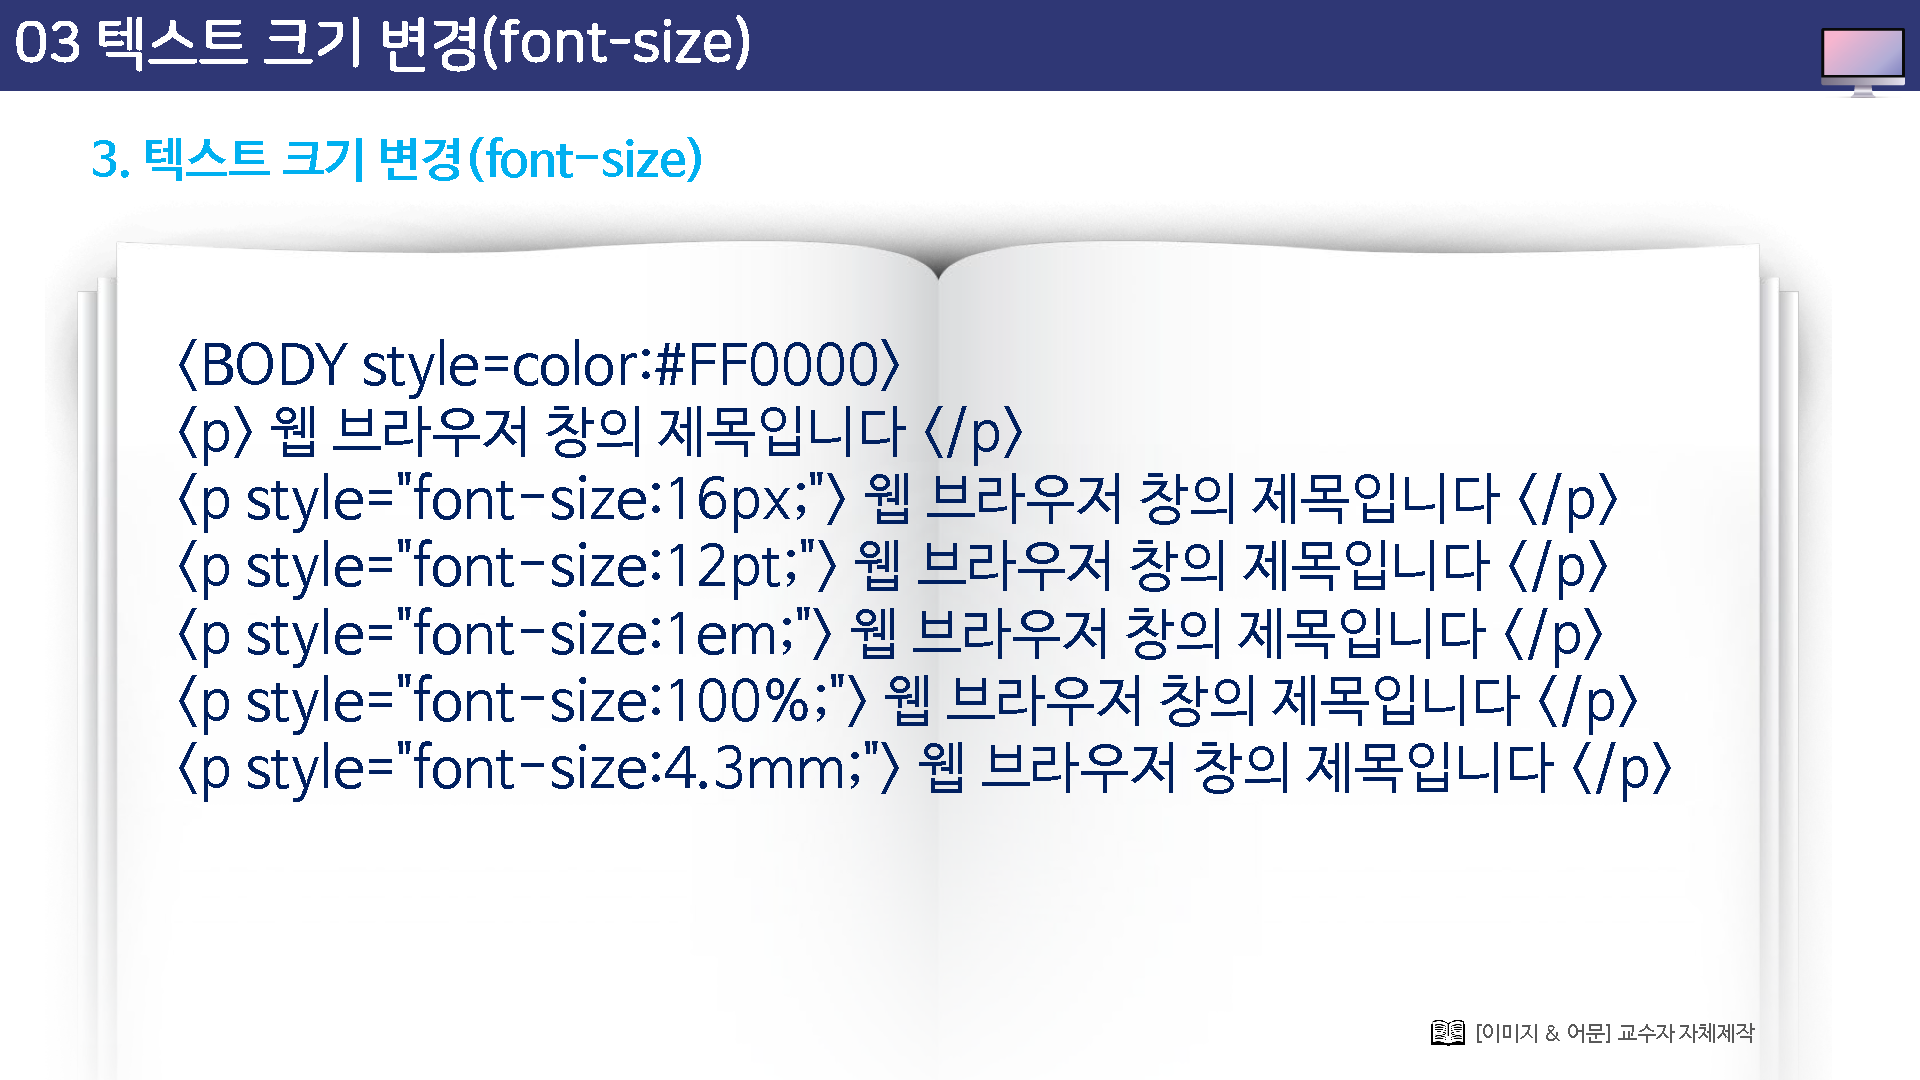 03 텍스트 크기 변경(font-size)
3. 텍스트 크기 변경(font-size)
<BODY style=color:#FF0000>
<p> 웹 브라우저 창의 제목입니다 </p>
<p style="font-size:16px;"> 웹 브라우저 창의 제목입니다 </p>
<p style="font-size:12pt;"> 웹 브라우저 창의 제목입니다 </p>
<p style="font-size:1em;"> 웹 브라우저 창의 제목입니다 </p>
<p style="font-size:100%;"> 웹 브라우저 창의 제목입니다 </p>
<p style="font-size:4.3mm;"> 웹 브라우저 창의 제목입니다 </p>
[이미지 & 어문] 교수자 자체제작